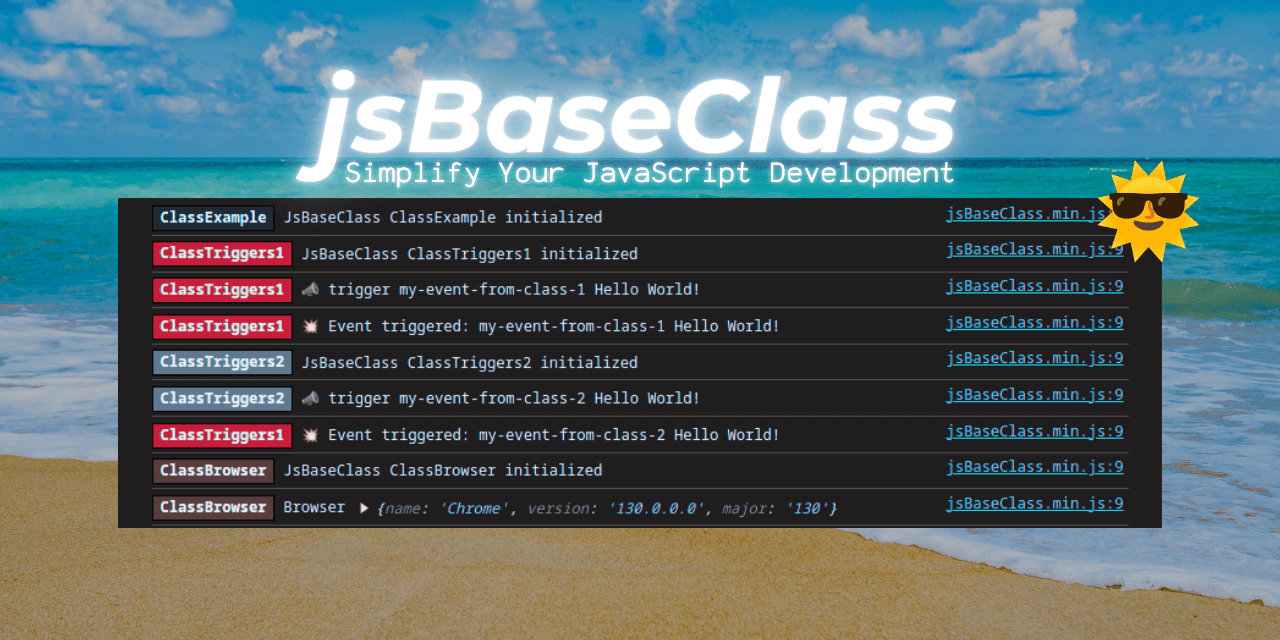 jsBaseClass
Simplify Your JavaScript Development
ClassExample JsBaseClass ClassExample initialized jsBaseClass.min.js:
ClassTriggers1 JsBaseClass ClassTriggers1 initialized jsBaseClass.min.js:9
ClassTriggers1 📣 trigger my-event-from-class-1 Hello World! jsBaseClass.min.js:9
ClassTriggers1 💥 Event triggered: my-event-from-class-1 Hello World! jsBaseClass.min.js:9
ClassTriggers2 JsBaseClass ClassTriggers2 initialized jsBaseClass.min.js:9
ClassTriggers2 📣 trigger my-event-from-class-2 Hello World! jsBaseClass.min.js:9
ClassTriggers1 💥 Event triggered: my-event-from-class-2 Hello World! jsBaseClass.min.js:9
ClassBrowser JsBaseClass ClassBrowser initialized jsBaseClass.min.js:9
ClassBrowser Browser ▶ {name: 'Chrome', version: '130.0.0.0', major: '130'} jsBaseClass.min.js:9